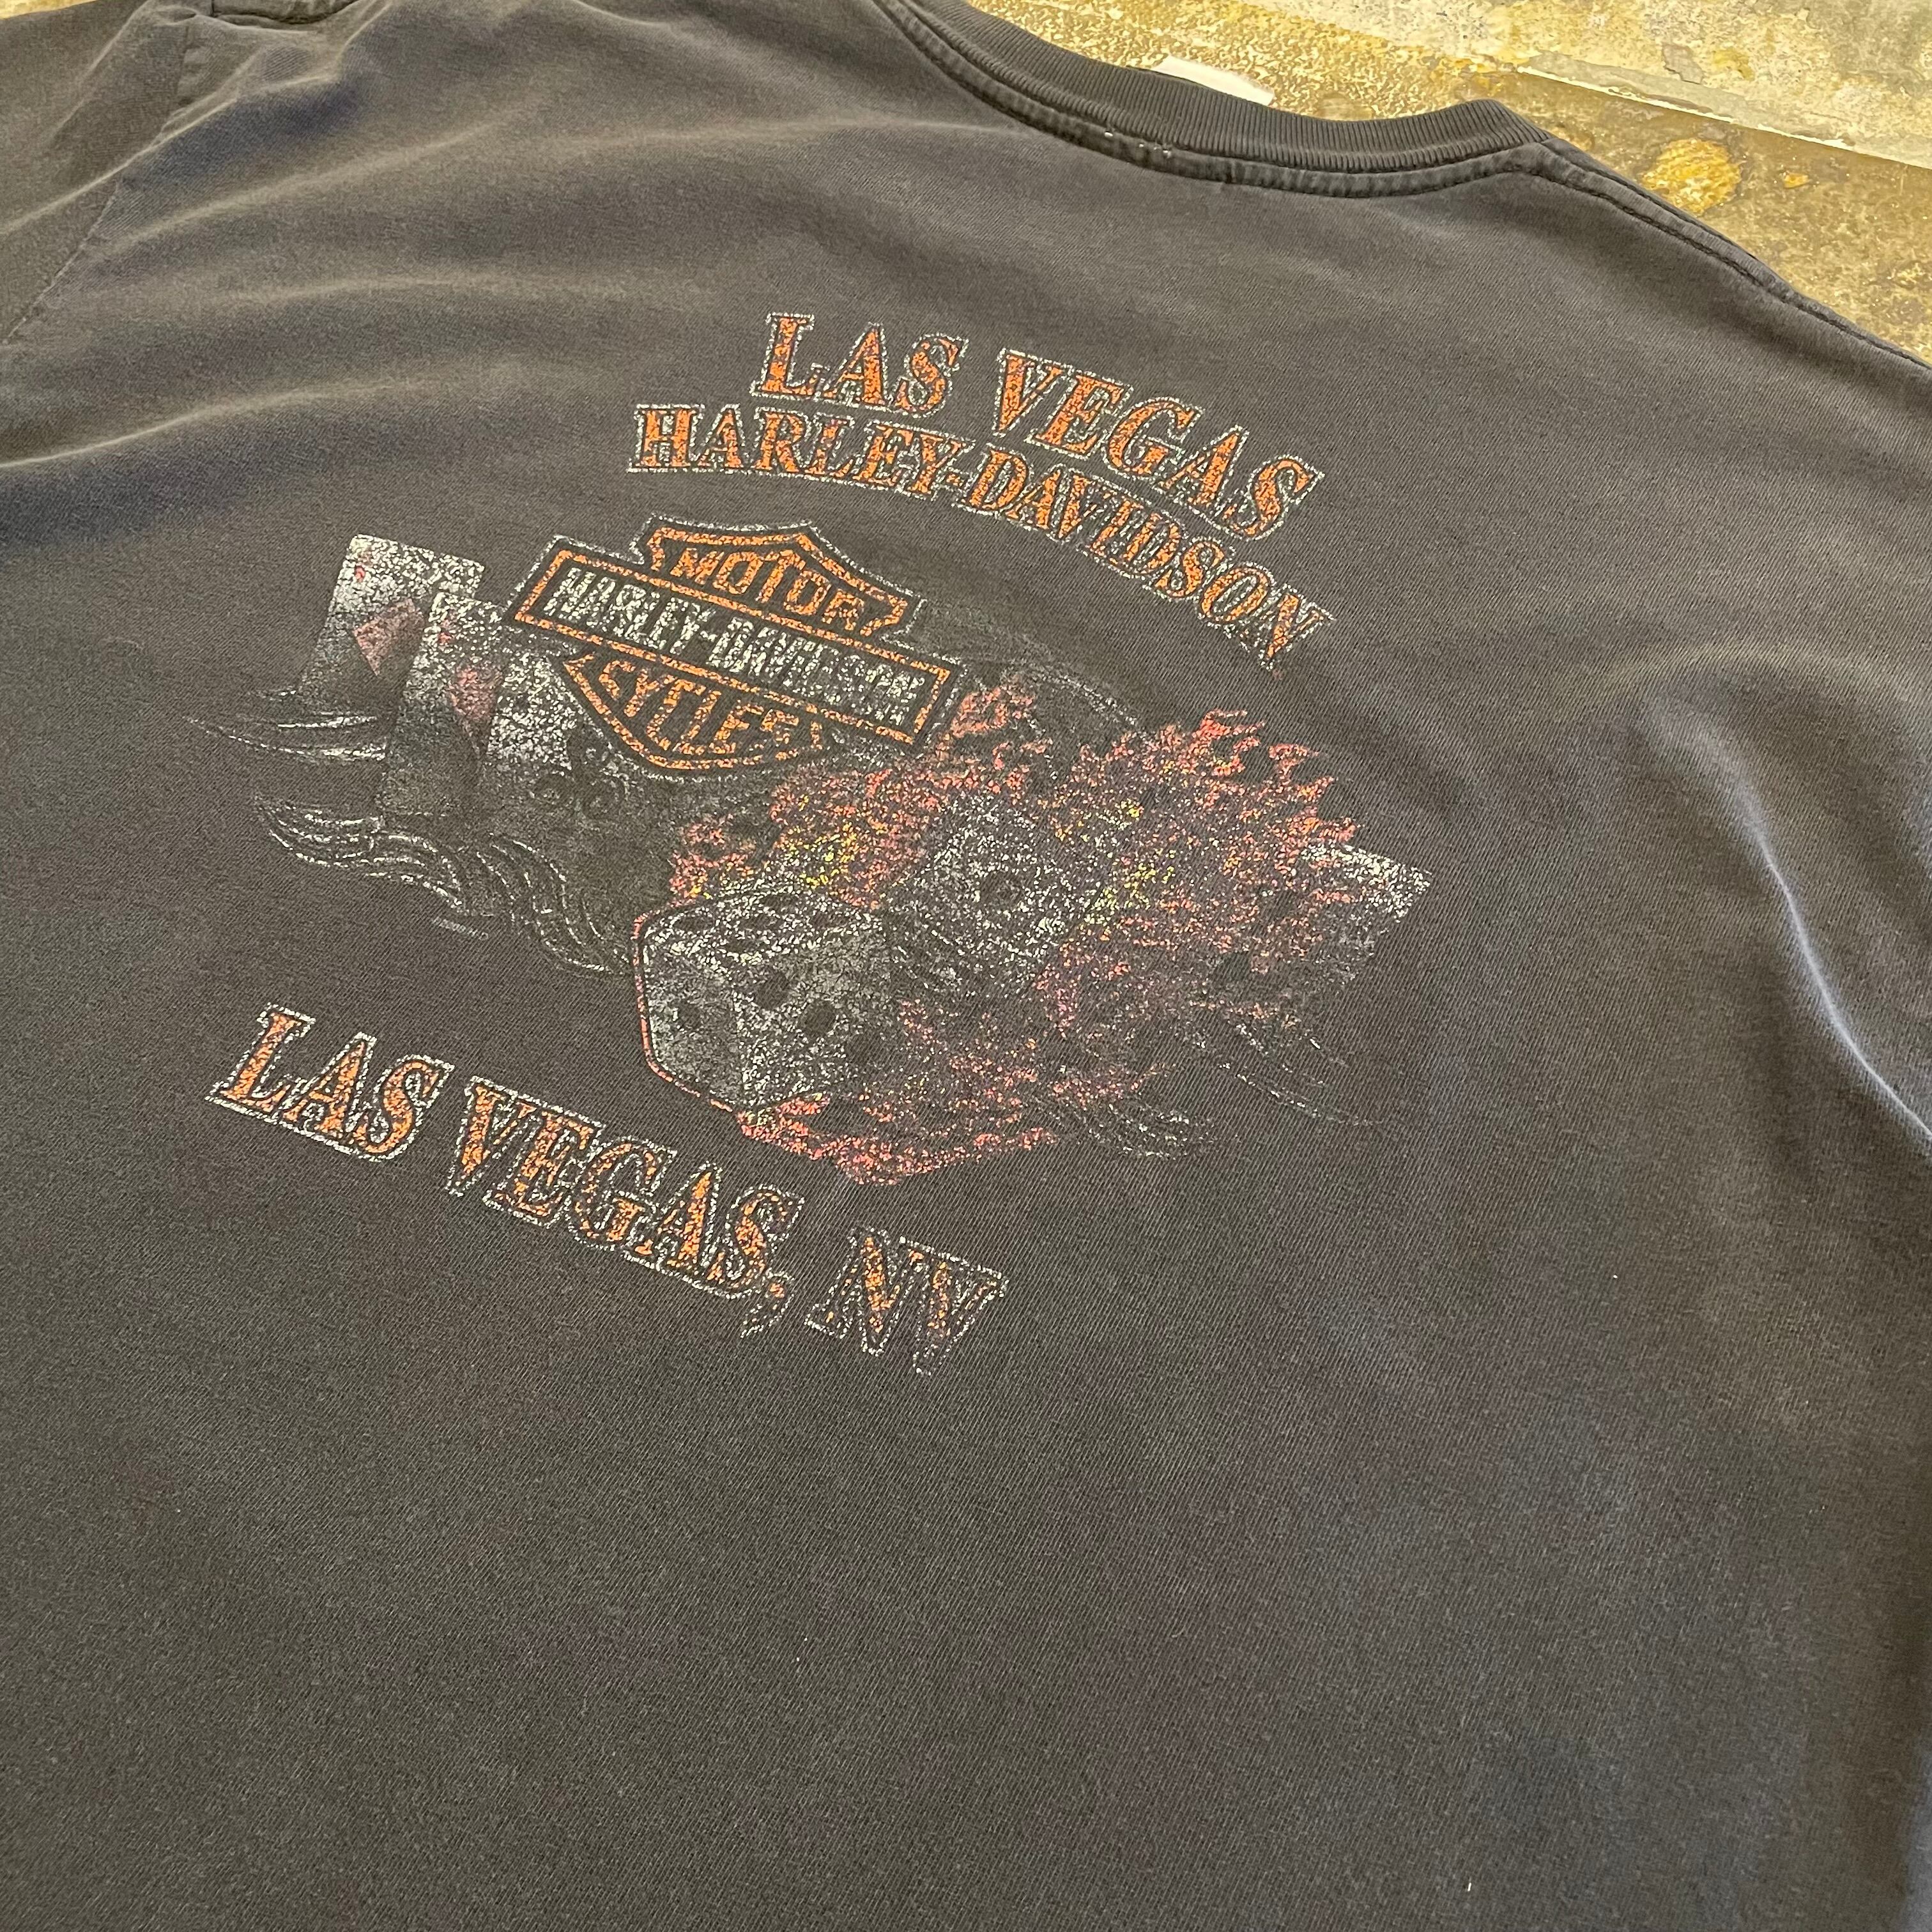 LAS VEGAS
HARLEY-DAVIDSON
MOTOR
HARLEY-DAVIDSON
CYCLES
LAS VEGAS, NV